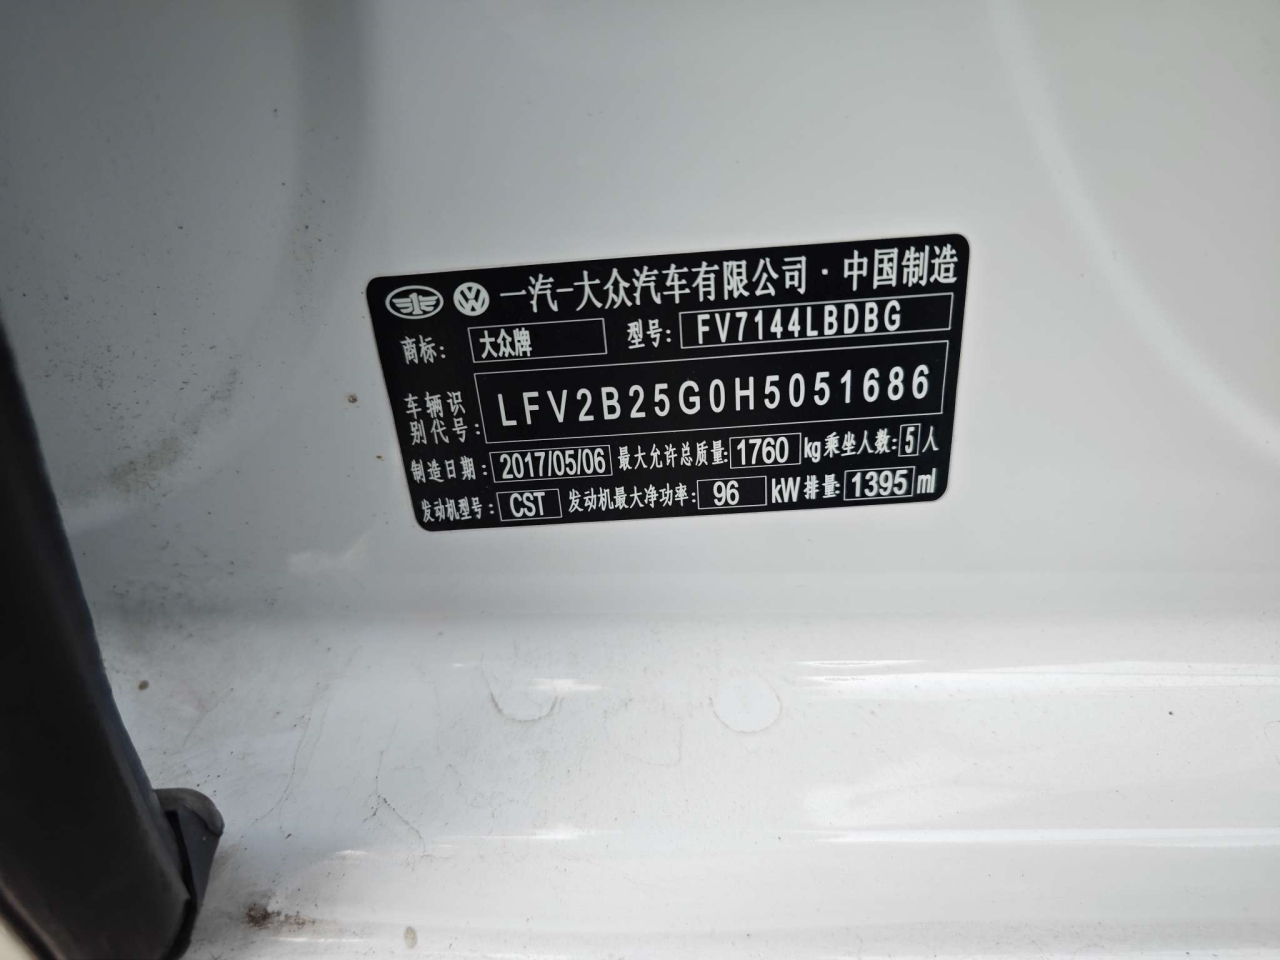 一汽-大众汽车有限公司·中国制造
商标: 大众牌 型号: FV7144LBDBG
车辆识别代号: LFV2B25G0H5051686
制造日期: 2017/05/06 最大允许总质量: 1760 kg 乘坐人数: 5 人
发动机型号: CST 发动机最大净功率: 96 kW 排量: 1395 ml